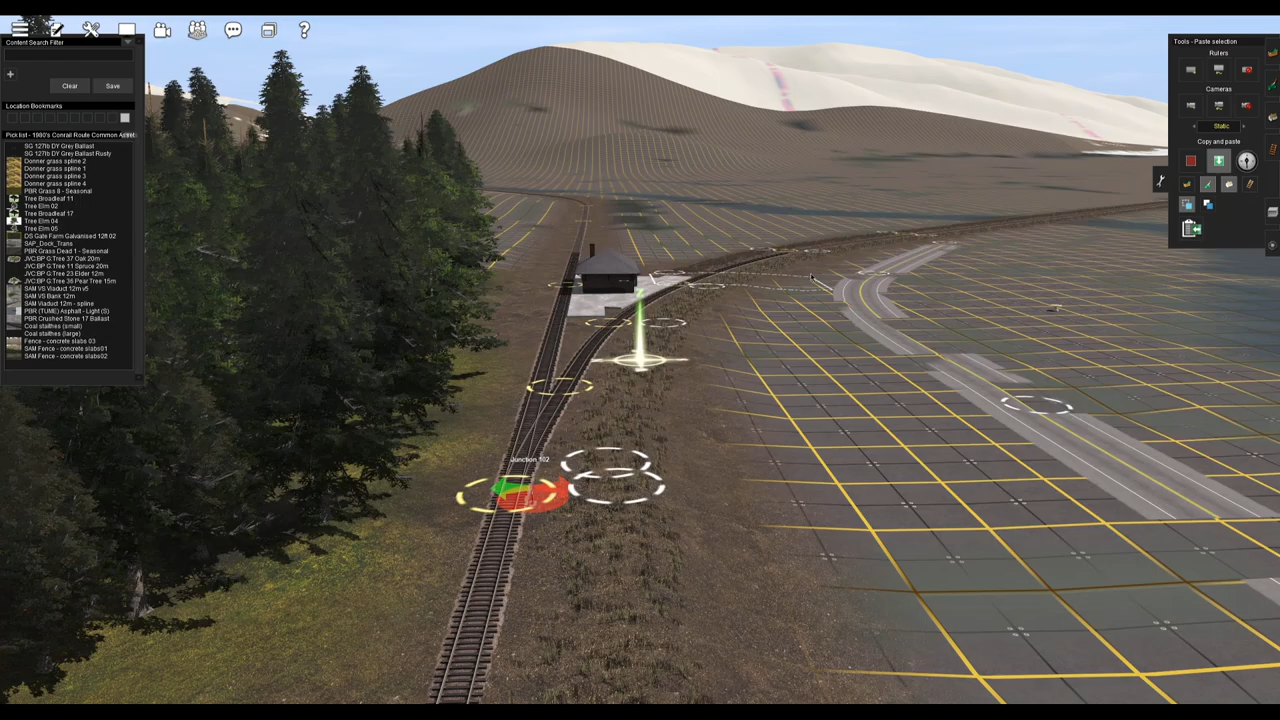 Content Search Filter
Clear
Save
Location Bookmarks
Pick list - 1980's Conrail Route Common Asset
SG 127lb DY Grey Ballast
SG 127lb DY Grey Ballast Rusty
Donner grass spline 2
Donner grass spline 1
Donner grass spline 3
Donner grass spline 4
PBR Grass 8 - Seasonal
Tree Broadleaf 11
Tree Elm 02
Tree Broadleaf 17
Tree Elm 04
Tree Elm 05
DS Gate Farm Galvanised 12ft 02
SAP_Dock_Trans
PBR Grass Dead 1 - Seasonal
JVC:BP G:Tree 37 Oak 20m
JVC:BP G:Tree 11 Spruce 20m
JVC:BP G:Tree 23 Elder 12m
JVC:BP G:Tree 36 Pear Tree 15m
SAM VS Viaduct 12m v5
SAM VS Bank 12m
SAM Viaduct 12m - spline
PBR (TUME) Asphalt - Light (S)
PBR Crushed Stone 17 Ballast
Coal staithes (small)
Coal staithes (large)
Fence - concrete slabs 03
SAM Fence - concrete slabs01
SAM Fence - concrete slabs02
Junction 102
Tools - Paste selection
Rulers
Cameras
Static
Copy and paste